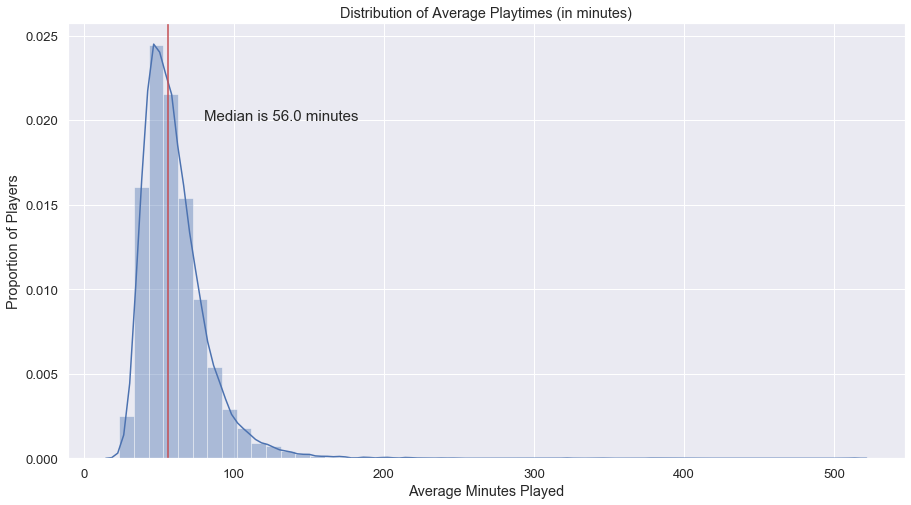 Distribution of Average Playtimes (in minutes)
0.025
0.020
0.015
0.010
0.005
0.000
Proportion of Players
Median is 56.0 minutes
0 100 200 300 400 500
Average Minutes Played